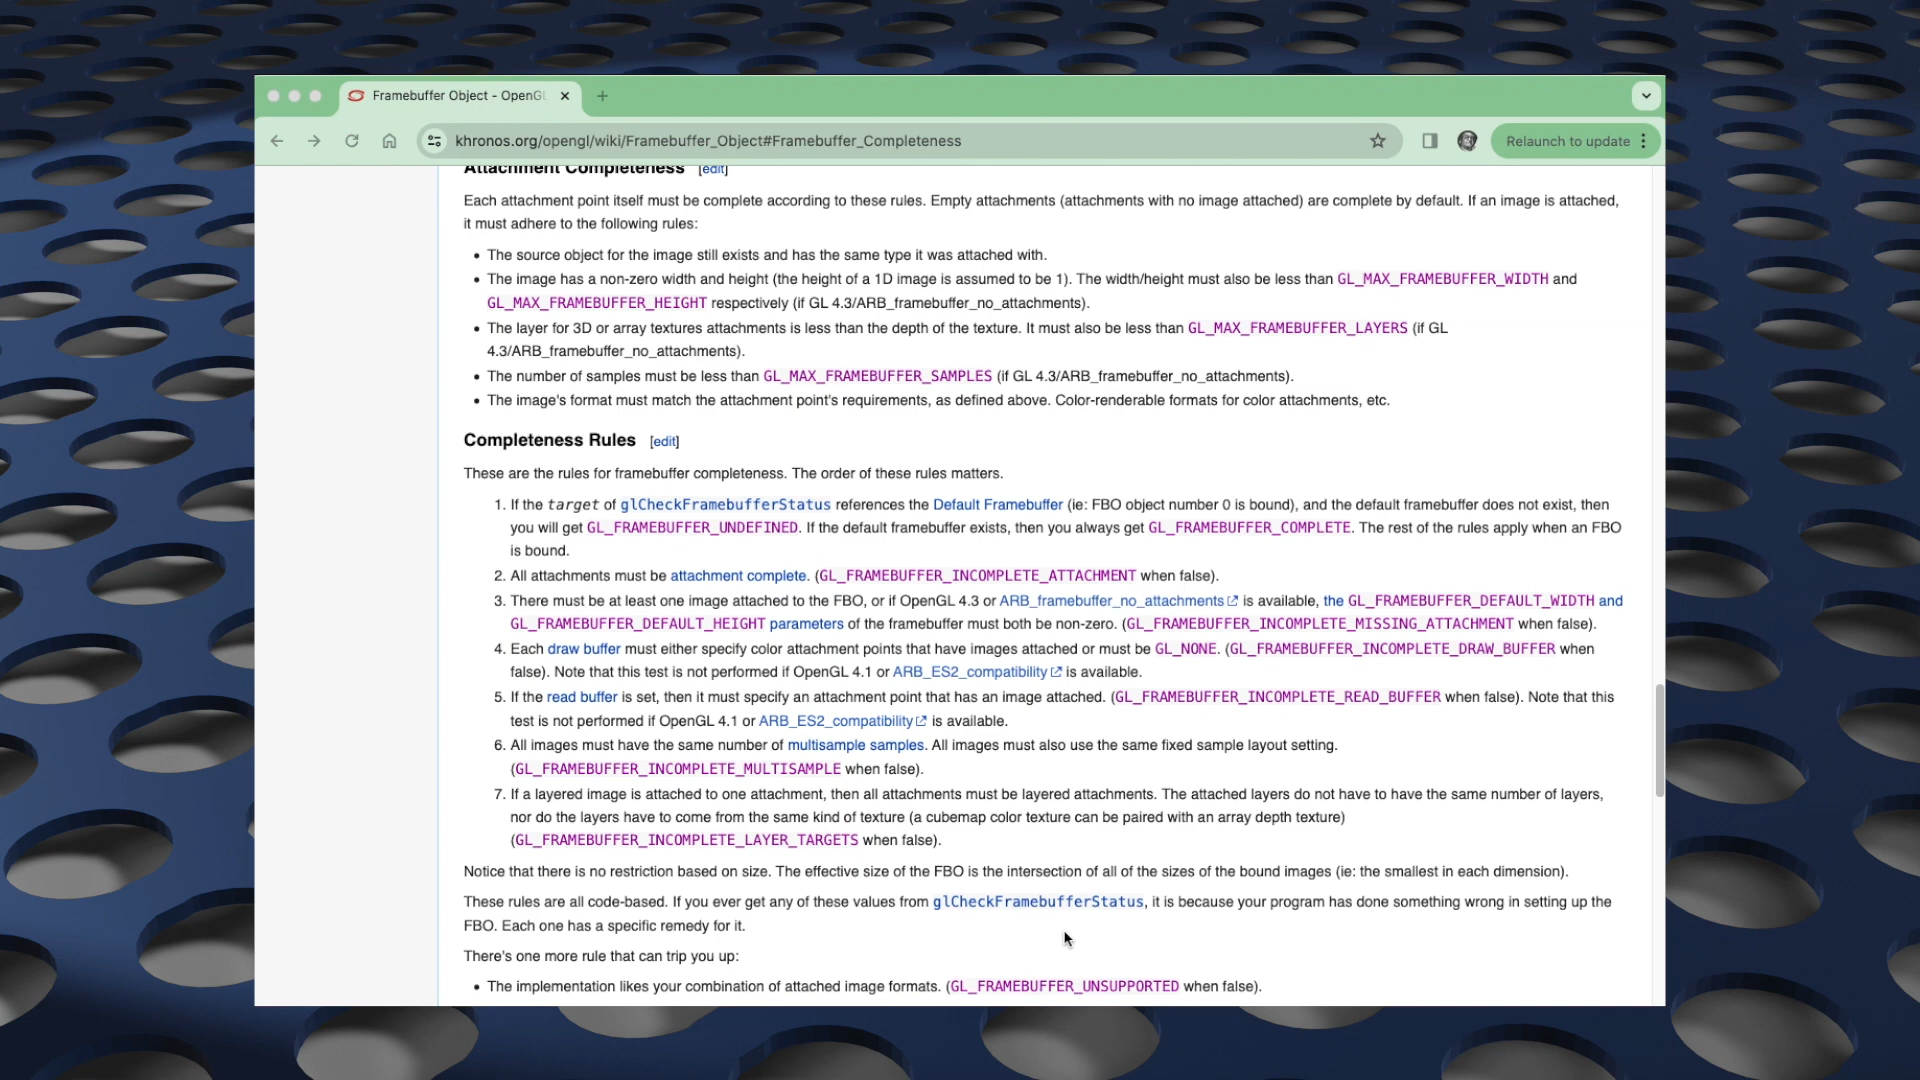 Framebuffer Object - OpenGL
khronos.org/opengl/wiki/Framebuffer_Object#Framebuffer_Completeness
Relaunch to update
Attachment Completeness [edit]
Each attachment point itself must be complete according to these rules. Empty attachments (attachments with no image attached) are complete by default. If an image is attached,
it must adhere to the following rules:
• The source object for the image still exists and has the same type it was attached with.
• The image has a non-zero width and height (the height of a 1D image is assumed to be 1). The width/height must also be less than GL_MAX_FRAMEBUFFER_WIDTH and
GL_MAX_FRAMEBUFFER_HEIGHT respectively (if GL 4.3/ARB_framebuffer_no_attachments).
• The layer for 3D or array textures attachments is less than the depth of the texture. It must also be less than GL_MAX_FRAMEBUFFER_LAYERS (if GL
4.3/ARB_framebuffer_no_attachments).
• The number of samples must be less than GL_MAX_FRAMEBUFFER_SAMPLES (if GL 4.3/ARB_framebuffer_no_attachments).
• The image's format must match the attachment point's requirements, as defined above. Color-renderable formats for color attachments, etc.
Completeness Rules [edit]
These are the rules for framebuffer completeness. The order of these rules matters.
1. If the target of glCheckFramebufferStatus references the Default Framebuffer (ie: FBO object number 0 is bound), and the default framebuffer does not exist, then
you will get GL_FRAMEBUFFER_UNDEFINED. If the default framebuffer exists, then you always get GL_FRAMEBUFFER_COMPLETE. The rest of the rules apply when an FBO
is bound.
2. All attachments must be attachment complete. (GL_FRAMEBUFFER_INCOMPLETE_ATTACHMENT when false).
3. There must be at least one image attached to the FBO, or if OpenGL 4.3 or ARB_framebuffer_no_attachments is available, the GL_FRAMEBUFFER_DEFAULT_WIDTH and
GL_FRAMEBUFFER_DEFAULT_HEIGHT parameters of the framebuffer must both be non-zero. (GL_FRAMEBUFFER_INCOMPLETE_MISSING_ATTACHMENT when false).
4. Each draw buffer must either specify color attachment points that have images attached or must be GL_NONE. (GL_FRAMEBUFFER_INCOMPLETE_DRAW_BUFFER when
false). Note that this test is not performed if OpenGL 4.1 or ARB_ES2_compatibility is available.
5. If the read buffer is set, then it must specify an attachment point that has an image attached. (GL_FRAMEBUFFER_INCOMPLETE_READ_BUFFER when false). Note that this
test is not performed if OpenGL 4.1 or ARB_ES2_compatibility is available.
6. All images must have the same number of multisample samples. All images must also use the same fixed sample layout setting.
(GL_FRAMEBUFFER_INCOMPLETE_MULTISAMPLE when false).
7. If a layered image is attached to one attachment, then all attachments must be layered attachments. The attached layers do not have to have the same number of layers,
nor do the layers have to come from the same kind of texture (a cubemap color texture can be paired with an array depth texture)
(GL_FRAMEBUFFER_INCOMPLETE_LAYER_TARGETS when false).
Notice that there is no restriction based on size. The effective size of the FBO is the intersection of all of the sizes of the bound images (ie: the smallest in each dimension).
These rules are all code-based. If you ever get any of these values from glCheckFramebufferStatus, it is because your program has done something wrong in setting up the
FBO. Each one has a specific remedy for it.
There's one more rule that can trip you up:
• The implementation likes your combination of attached image formats. (GL_FRAMEBUFFER_UNSUPPORTED when false).